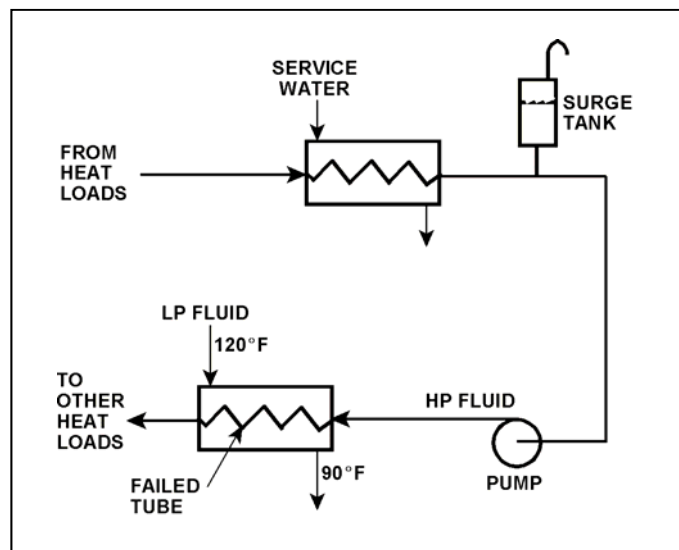 SERVICE
WATER
SURGE
TANK
FROM
HEAT
LOADS
LP FLUID
120°F
TO
OTHER
HEAT
LOADS
HP FLUID
90°F
FAILED
TUBE
PUMP